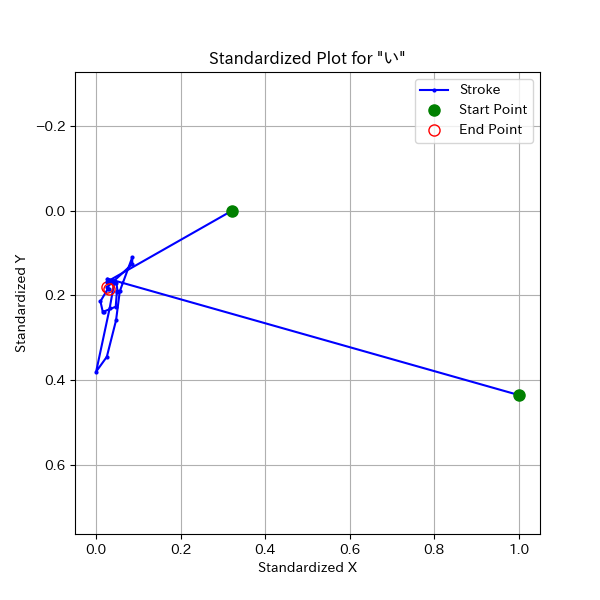 Standardized Plot for "い"
Stroke
Start Point
End Point
Standardized Y
−0.2
0.0
0.2
0.4
0.6
0.0 0.2 0.4 0.6 0.8 1.0
Standardized X